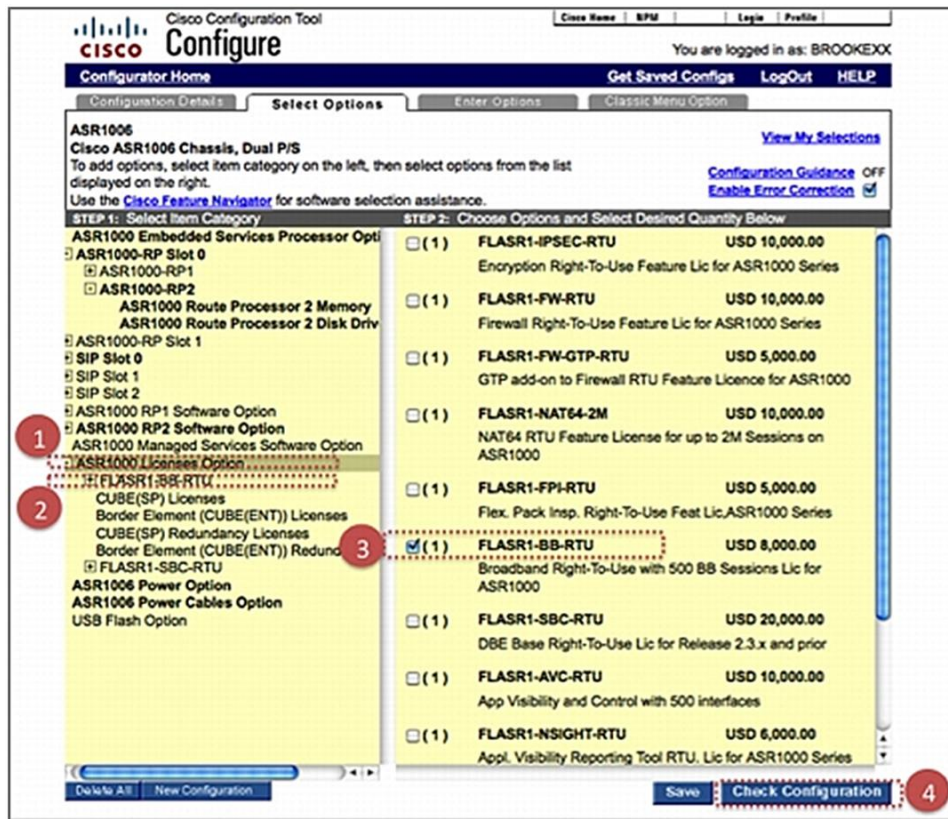 Cisco Configuration Tool
Cisco Home NPM Login Profile
CISCO Configure
You are logged in as: BROOKEXX
Configurator Home Get Saved Configs LogOut HELP
Configuration Details Select Options Enter Options Classic Menu Option
ASR1006
Cisco ASR1006 Chassis, Dual P/S
View My Selections
To add options, select item category on the left, then select options from the list
displayed on the right.
Configuration Guidance OFF
Use the Cisco Feature Navigator for software selection assistance.
Enable Error Correction
STEP 1: Select Item Category
ASR1000 Embedded Services Processor Opti
ASR1000-RP Slot 0
ASR1000-RP1
ASR1000-RP2
ASR1000 Route Processor 2 Memory
ASR1000 Route Processor 2 Disk Driv
ASR1000-RP Slot 1
SIP Slot 0
SIP Slot 1
SIP Slot 2
ASR1000 RP1 Software Option
ASR1000 RP2 Software Option
1
ASR1000 Managed Services Software Option
ASR1000 Licenses Option
FLASR1-BB-RTU
2
CUBE(SP) Licenses
Border Element (CUBE(ENT)) Licenses
CUBE(SP) Redundancy Licenses
Border Element (CUBE(ENT)) Redund
FLASR1-SBC-RTU
ASR1006 Power Option
ASR1006 Power Cables Option
USB Flash Option
STEP 2: Choose Options and Select Desired Quantity Below
(1) FLASR1-IPSEC-RTU USD 10,000.00
Encryption Right-To-Use Feature Lic for ASR1000 Series
(1) FLASR1-FW-RTU USD 10,000.00
Firewall Right-To-Use Feature Lic for ASR1000 Series
(1) FLASR1-FW-GTP-RTU USD 5,000.00
GTP add-on to Firewall RTU Feature Licence for ASR1000
(1) FLASR1-NAT64-2M USD 10,000.00
NAT64 RTU Feature License for up to 2M Sessions on
ASR1000
(1) FLASR1-FPI-RTU USD 5,000.00
Flex. Pack Insp. Right-To-Use Feat Lic,ASR1000 Series
3 (1) FLASR1-BB-RTU USD 8,000.00
Broadband Right-To-Use with 500 BB Sessions Lic for
ASR1000
(1) FLASR1-SBC-RTU USD 20,000.00
DBE Base Right-To-Use Lic for Release 2.3.x and prior
(1) FLASR1-AVC-RTU USD 10,000.00
App Visibility and Control with 500 interfaces
(1) FLASR1-NSIGHT-RTU USD 6,000.00
Appl. Visibility Reporting Tool RTU. Lic for ASR1000 Series
Delete All New Configuration Save Check Configuration 4